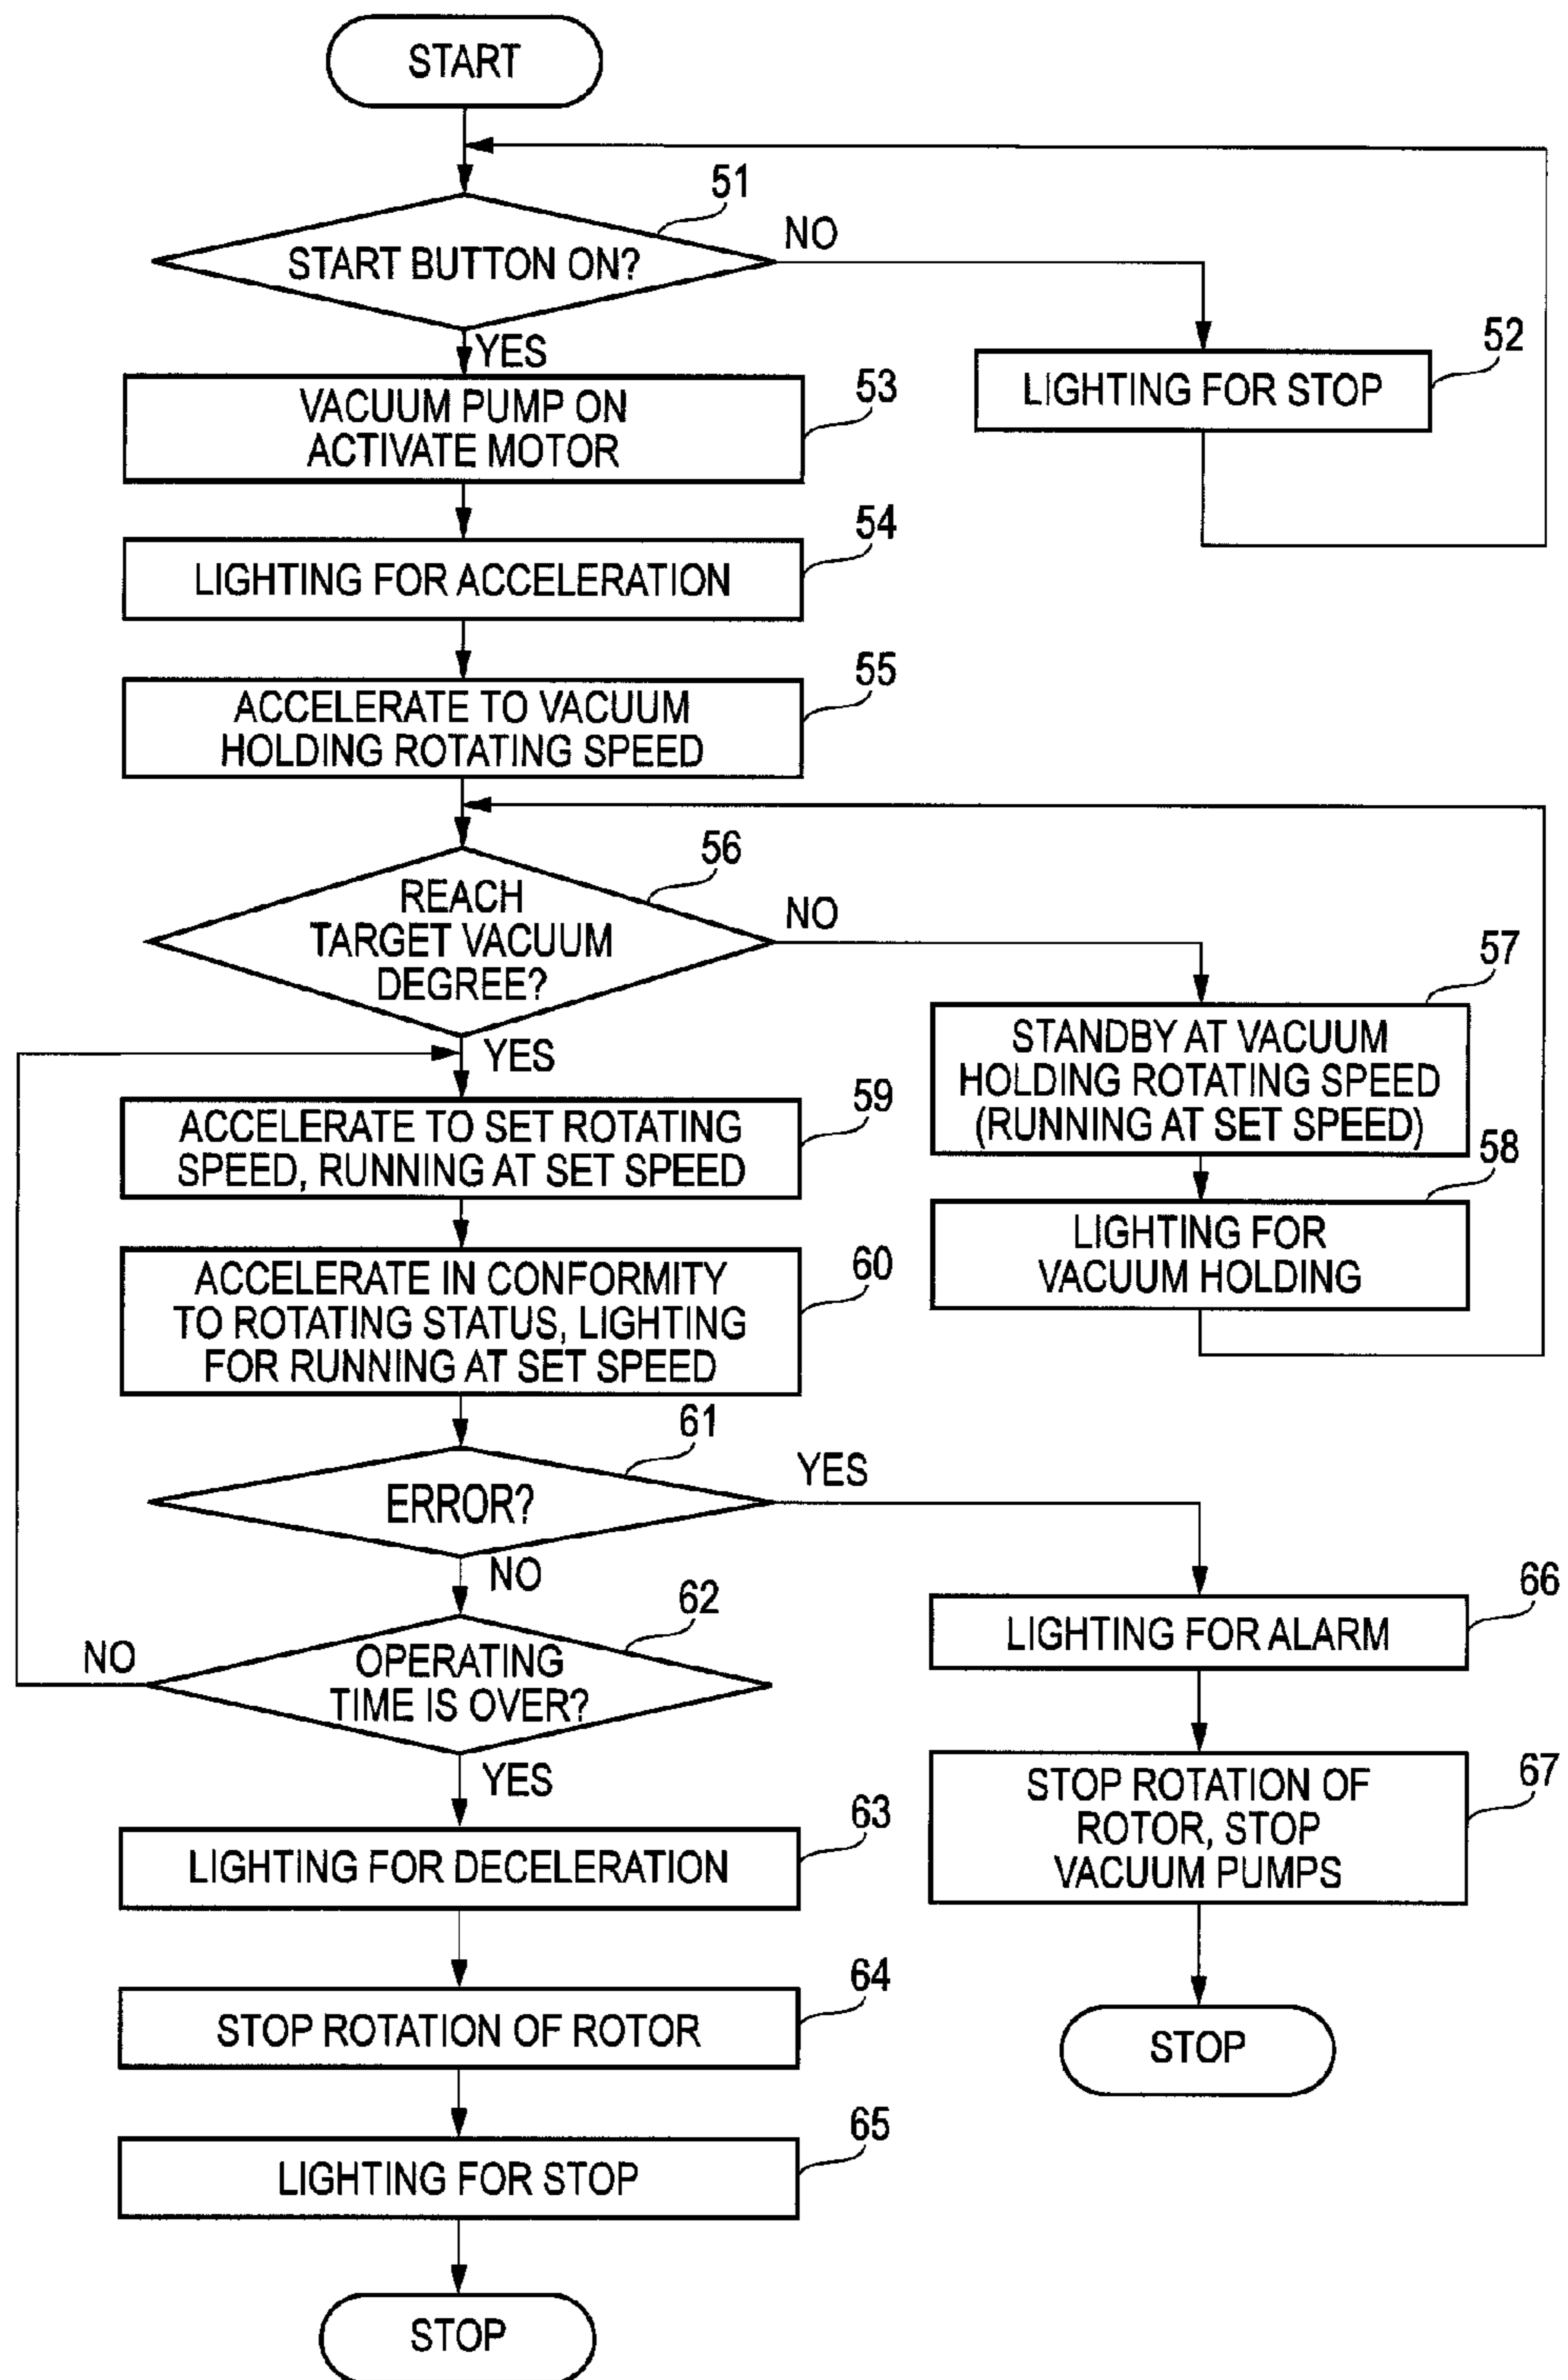 START
51
START BUTTON ON?
NO
YES
52
LIGHTING FOR STOP
53
VACUUM PUMP ON
ACTIVATE MOTOR
54
LIGHTING FOR ACCELERATION
55
ACCELERATE TO VACUUM
HOLDING ROTATING SPEED
56
REACH
TARGET VACUUM
DEGREE?
NO
YES
57
STANDBY AT VACUUM
HOLDING ROTATING SPEED
(RUNNING AT SET SPEED)
58
LIGHTING FOR
VACUUM HOLDING
59
ACCELERATE TO SET ROTATING
SPEED, RUNNING AT SET SPEED
60
ACCELERATE IN CONFORMITY
TO ROTATING STATUS, LIGHTING
FOR RUNNING AT SET SPEED
61
ERROR?
YES
NO
62
OPERATING
TIME IS OVER?
NO
YES
66
LIGHTING FOR ALARM
67
STOP ROTATION OF
ROTOR, STOP
VACUUM PUMPS
STOP
63
LIGHTING FOR DECELERATION
64
STOP ROTATION OF ROTOR
65
LIGHTING FOR STOP
STOP